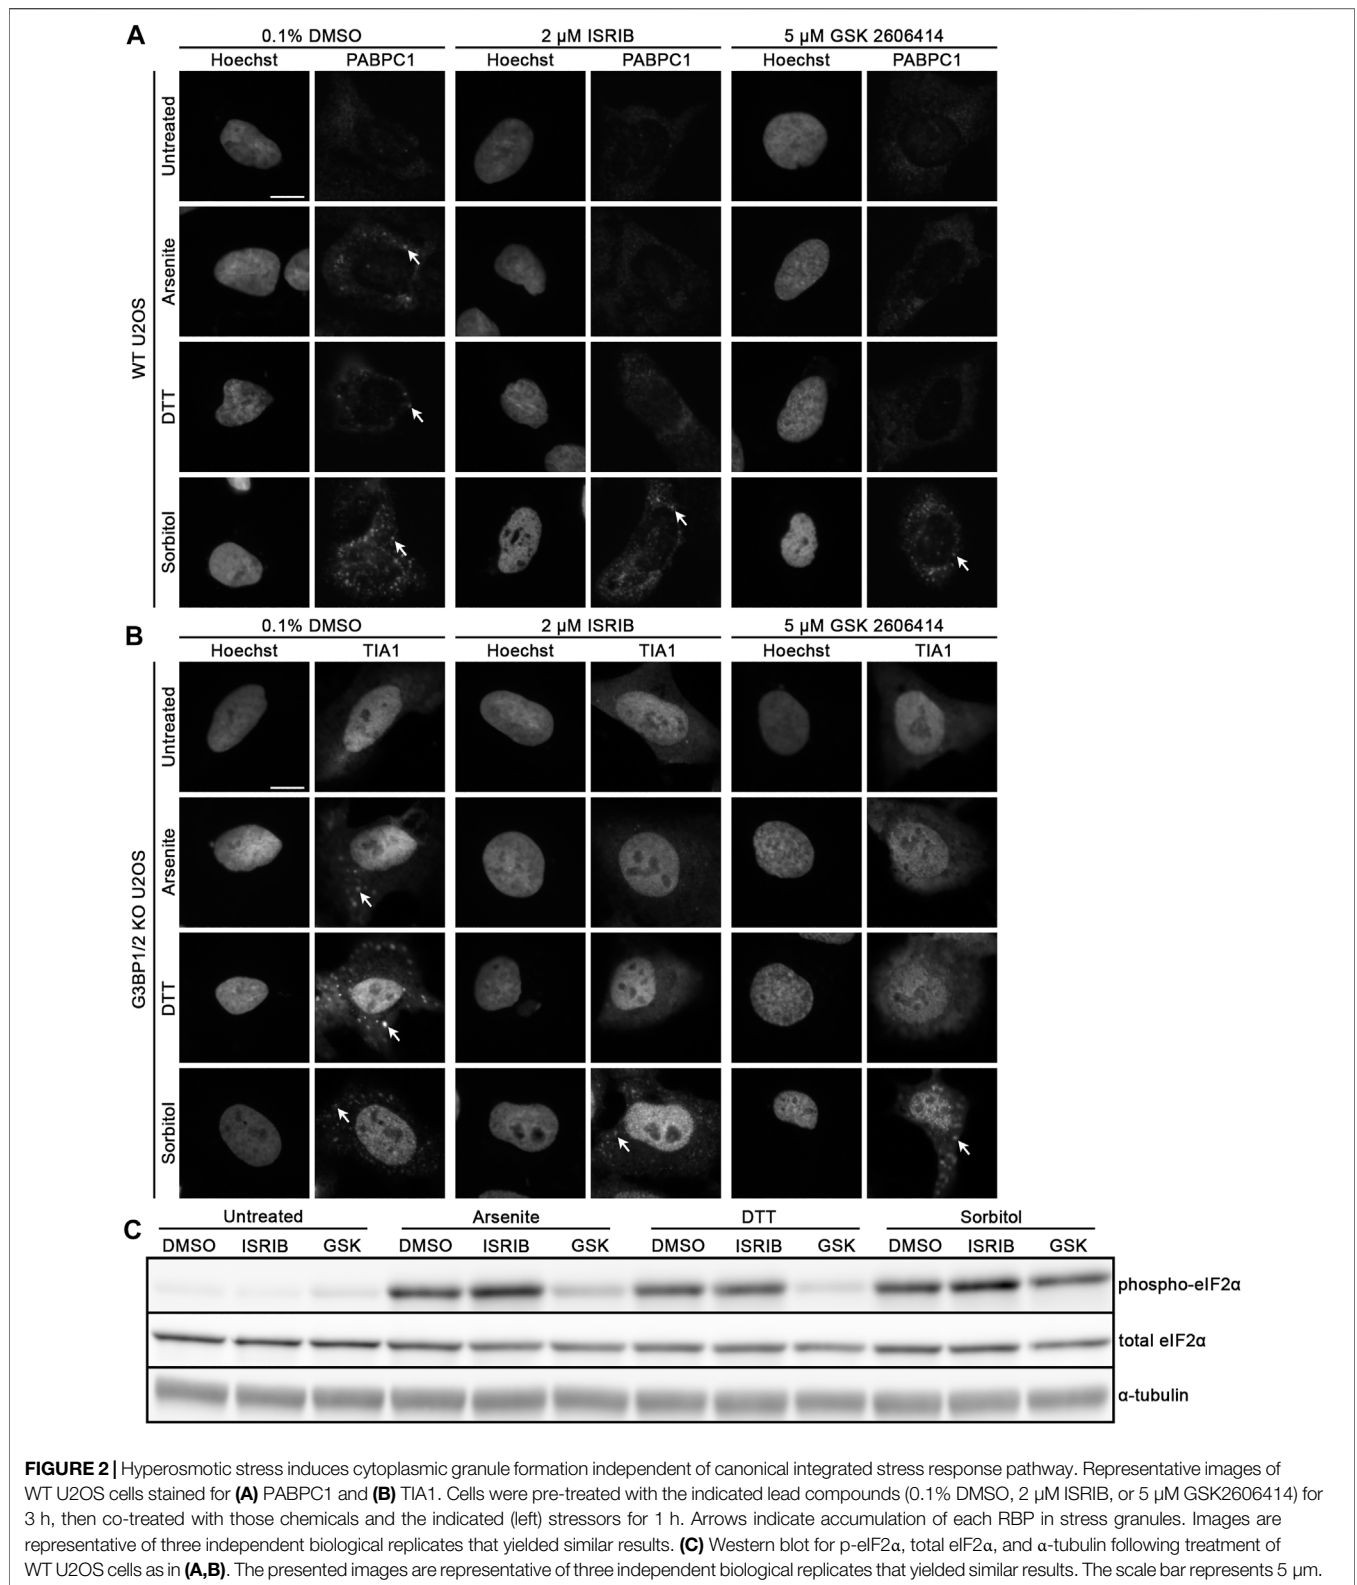 A
0.1% DMSO 2 µM ISRIB 5 µM GSK 2606414
Hoechst PABPC1 Hoechst PABPC1 Hoechst PABPC1
WT U2OS
Untreated
Arsenite
DTT
Sorbitol
B
0.1% DMSO 2 µM ISRIB 5 µM GSK 2606414
Hoechst TIA1 Hoechst TIA1 Hoechst TIA1
G3BP1/2 KO U2OS
Untreated
Arsenite
DTT
Sorbitol
C
Untreated Arsenite DTT Sorbitol
DMSO ISRIB GSK DMSO ISRIB GSK DMSO ISRIB GSK DMSO ISRIB GSK
phospho-eIF2α
total eIF2α
α-tubulin
FIGURE 2 | Hyperosmotic stress induces cytoplasmic granule formation independent of canonical integrated stress response pathway. Representative images of
WT U2OS cells stained for (A) PABPC1 and (B) TIA1. Cells were pre-treated with the indicated lead compounds (0.1% DMSO, 2 µM ISRIB, or 5 µM GSK2606414) for
3 h, then co-treated with those chemicals and the indicated (left) stressors for 1 h. Arrows indicate accumulation of each RBP in stress granules. Images are
representative of three independent biological replicates that yielded similar results. (C) Western blot for p-eIF2α, total eIF2α, and α-tubulin following treatment of
WT U2OS cells as in (A,B). The presented images are representative of three independent biological replicates that yielded similar results. The scale bar represents 5 µm.